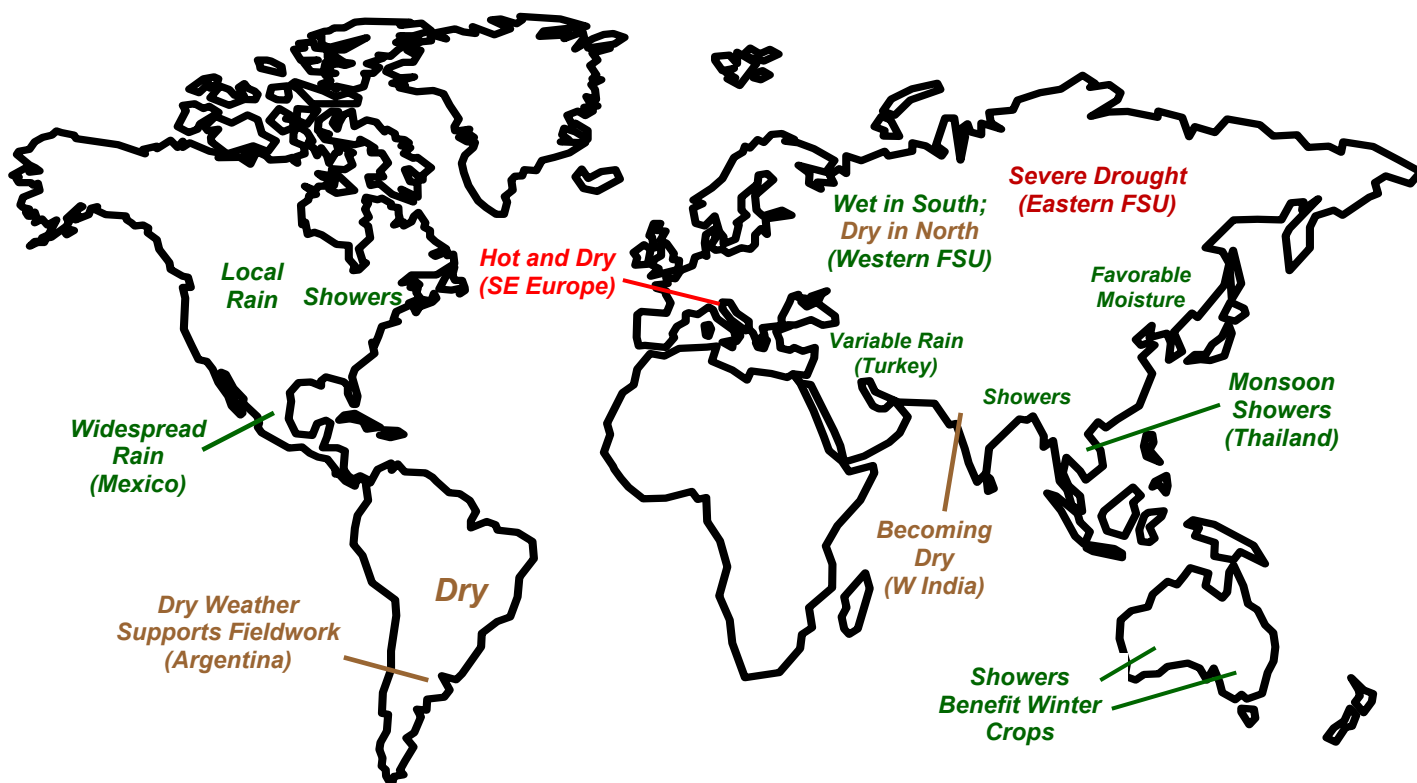 Severe Drought
(Eastern FSU)
Wet in South;
Dry in North
(Western FSU)
Hot and Dry
(SE Europe)
Local
Rain
Showers
Favorable
Moisture
Variable Rain
(Turkey)
Showers
Monsoon
Showers
(Thailand)
Widespread
Rain
(Mexico)
Becoming
Dry
(W India)
Dry
Dry Weather
Supports Fieldwork
(Argentina)
Showers
Benefit Winter
Crops